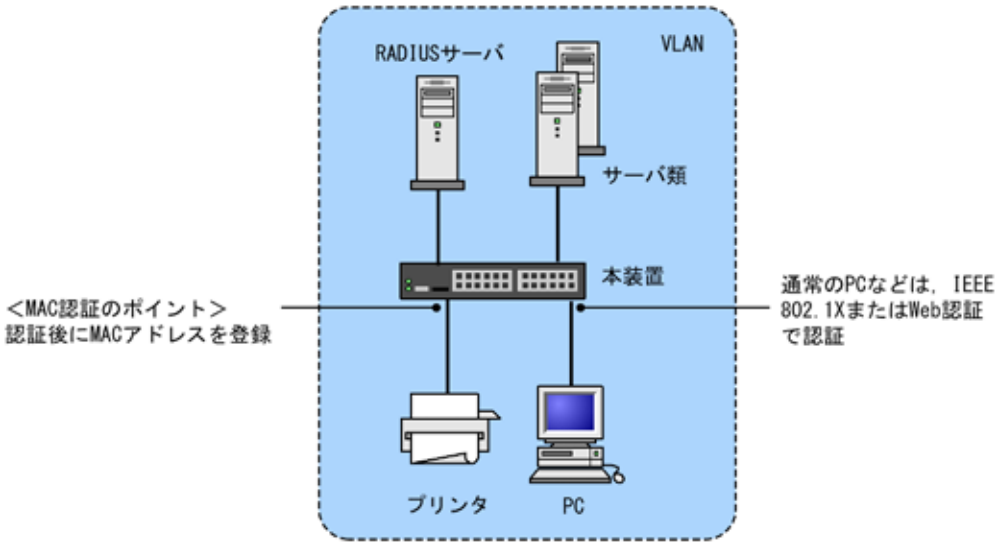 RADIUSサーバ
VLAN
サーバ類
本装置
<MAC認証のポイント>
認証後にMACアドレスを登録
通常のPCなどは，IEEE
802.1XまたはWeb認証
で認証
プリンタ
PC